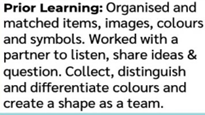 Prior Learning: Organised and
matched items, images, colours
and symbols. Worked with a
partner to listen, share ideas &
question. Collect, distinguish
and differentiate colours and
create a shape as a team.